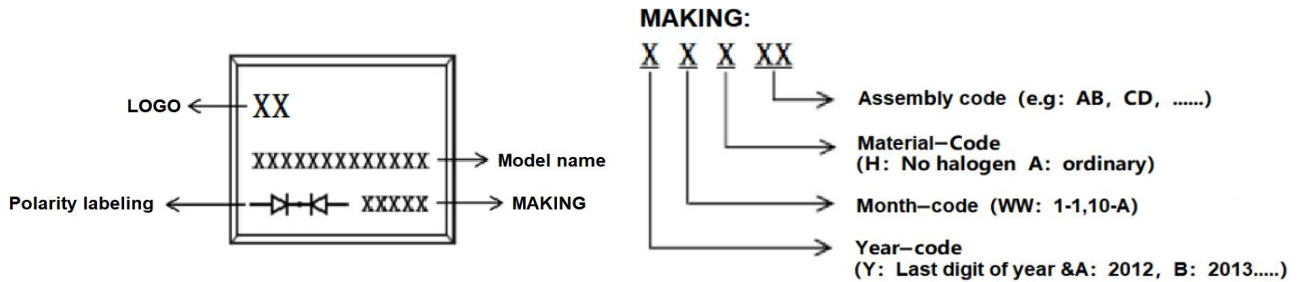 LOGO
XX
XXXXXXXXXXXXX
Model name
Polarity labeling
XXXXX
MAKING
MAKING:
X X X XX
Assembly code (e.g: AB, CD, ......)
Material-Code
(H: No halogen A: ordinary)
Month-code (WW: 1-1,10-A)
Year-code
(Y: Last digit of year &A: 2012, B: 2013.....)